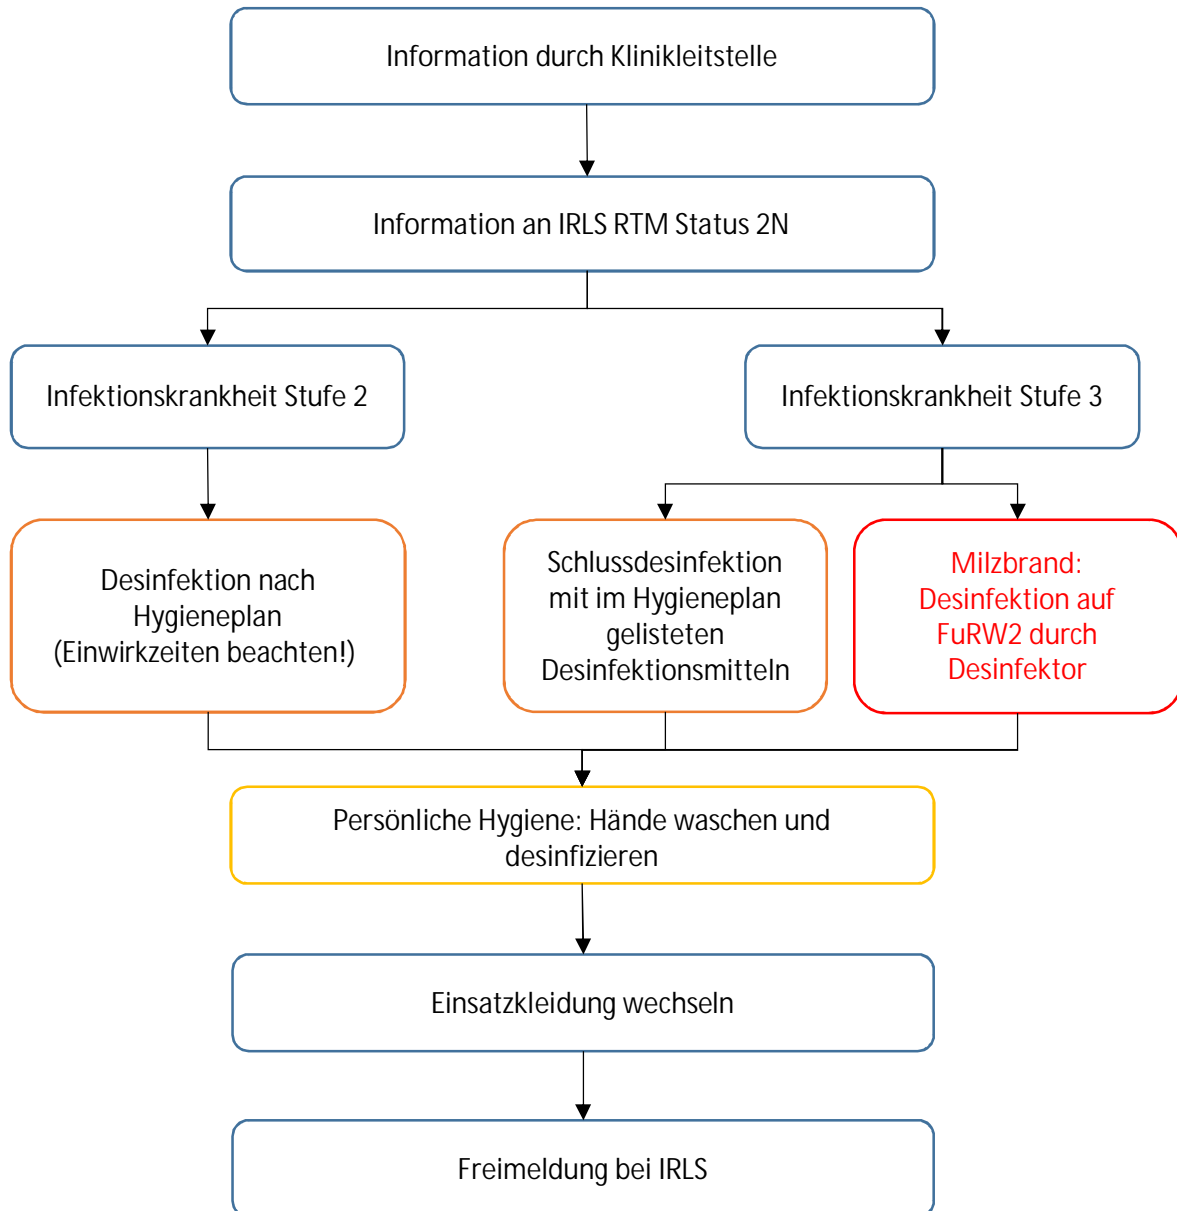 Information durch Klinikleitstelle
Information an IRLS RTM Status 2N
Infektionskrankheit Stufe 2
Infektionskrankheit Stufe 3
Desinfektion nach
Hygieneplan
(Einwirkzeiten beachten!)
Schlussdesinfektion
mit im Hygieneplan
gelisteten
Desinfektionsmitteln
Milzbrand:
Desinfektion auf
FuRW2 durch
Desinfektor
Persönliche Hygiene: Hände waschen und
desinfizieren
Einsatzkleidung wechseln
Freimeldung bei IRLS